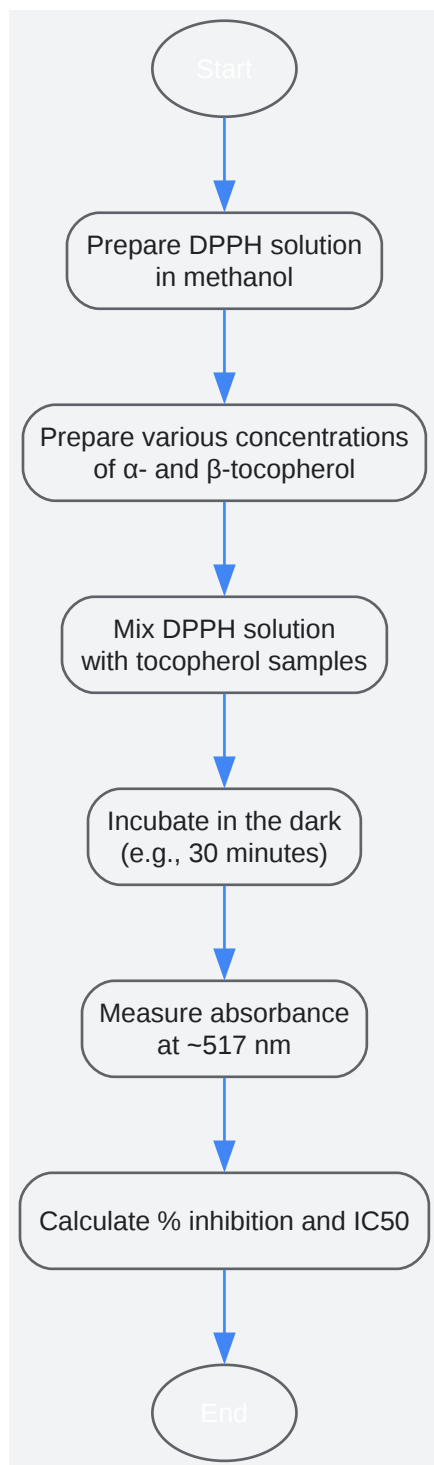 Start
Prepare DPPH solution
in methanol
Prepare various concentrations
of α- and β-tocopherol
Mix DPPH solution
with tocopherol samples
Incubate in the dark
(e.g., 30 minutes)
Measure absorbance
at ~517 nm
Calculate % inhibition and IC50
End